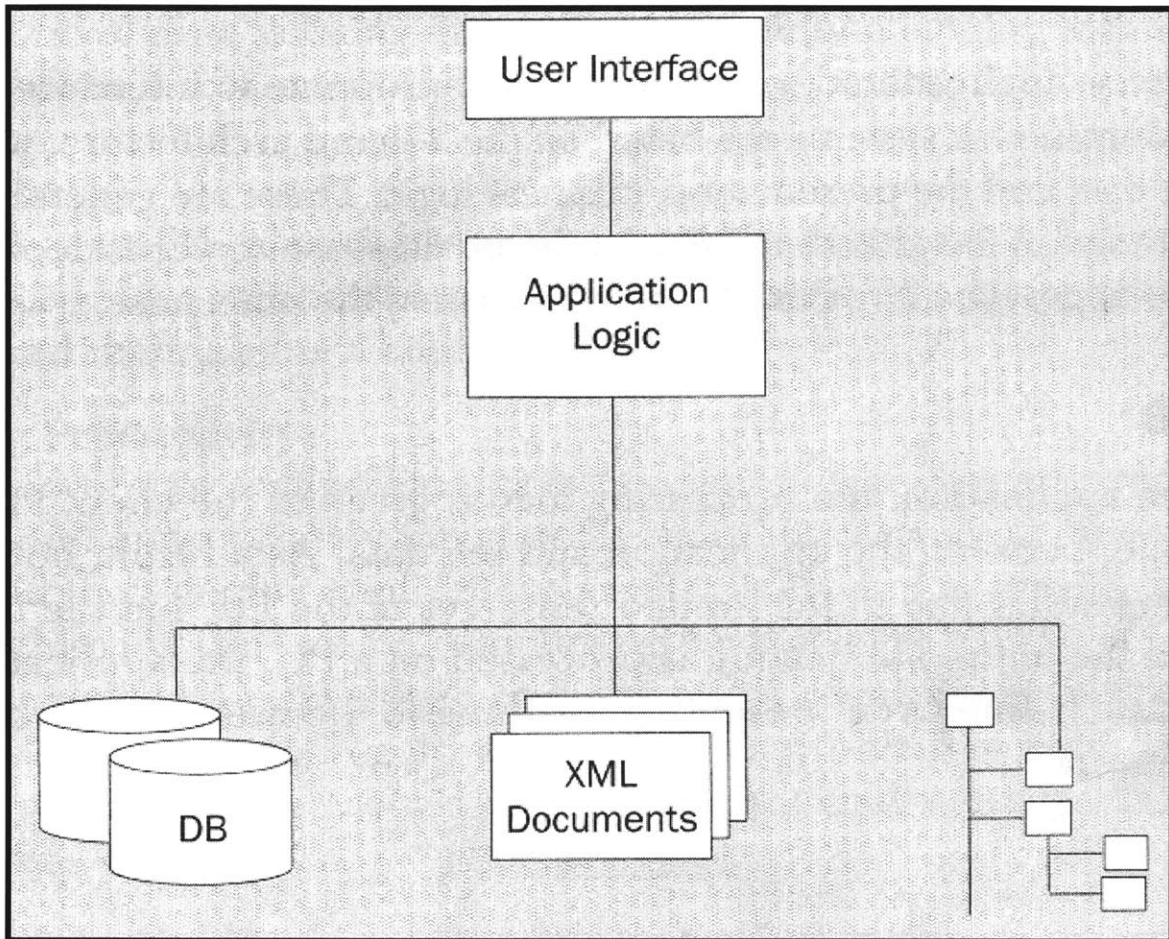 User Interface
Application
Logic
XML
Documents
DB